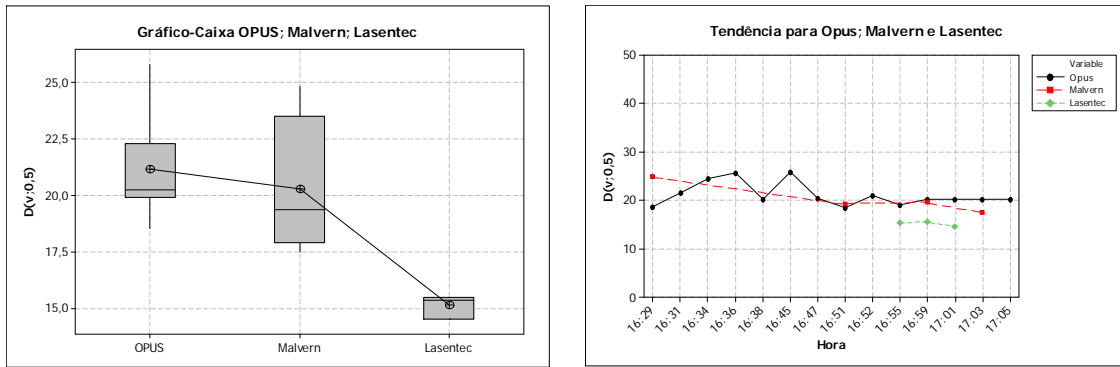 Gráfico-Caixa OPUS; Malvern; Lasentec
D(v;0,5)
25,0
22,5
20,0
17,5
15,0
OPUS
Malvern
Lasentec
Tendência para Opus; Malvern e Lasentec
D(v;0,5)
50
40
30
20
10
0
16:29
16:31
16:34
16:36
16:38
16:45
16:47
16:51
16:52
16:55
16:59
17:01
17:03
17:05
Hora
Variable
Opus
Malvern
Lasentec